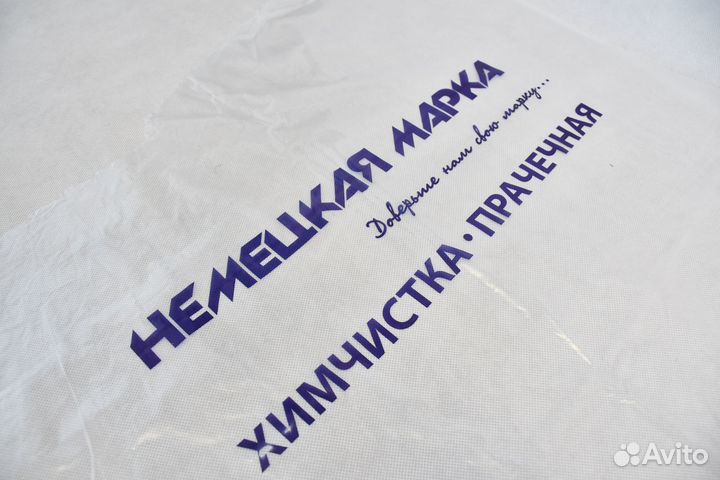 НЕМЕЦКАЯ МАРКА
Доверьте нам свою марку...
ХИМЧИСТКА • ПРАЧЕЧНАЯ
Avito